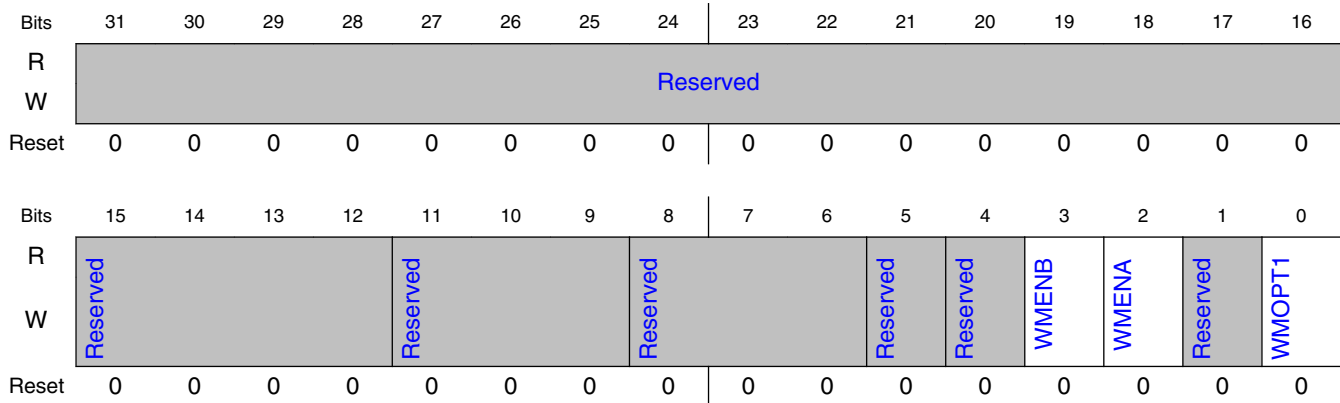 Bits 31 30 29 28 27 26 25 24 23 22 21 20 19 18 17 16
R
Reserved
W
Reset 0 0 0 0 0 0 0 0 0 0 0 0 0 0 0 0
Bits 15 14 13 12 11 10 9 8 7 6 5 4 3 2 1 0
R
W
Reserved Reserved Reserved Reserved Reserved WMENB WMENA Reserved WMOPT1
Reset 0 0 0 0 0 0 0 0 0 0 0 0 0 0 0 0